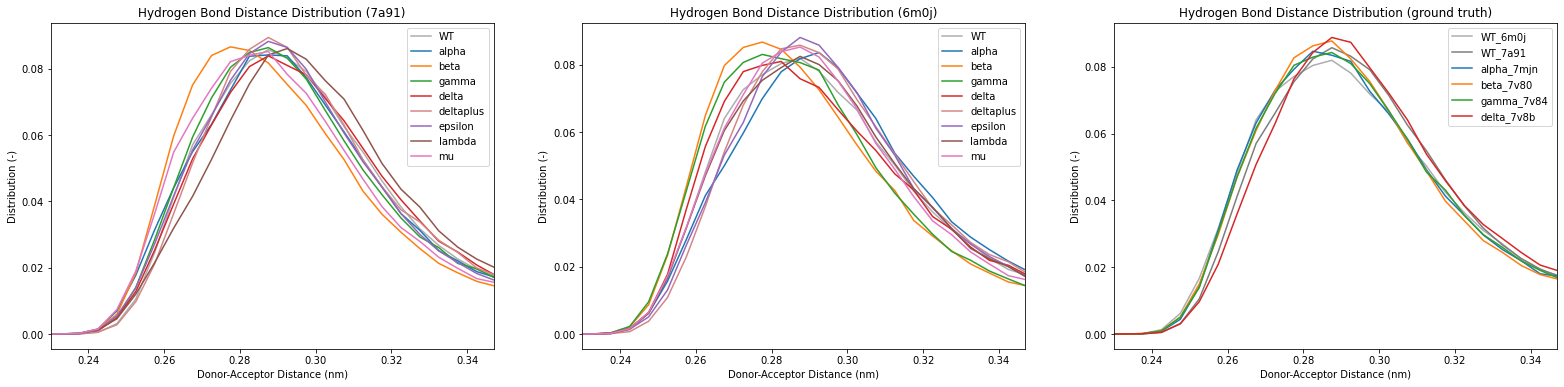 Hydrogen Bond Distance Distribution (7a91)
Distribution (-)
0.08
0.06
0.04
0.02
0.00
WT
alpha
beta
gamma
delta
deltaplus
epsilon
lambda
mu
0.24 0.26 0.28 0.30 0.32 0.34
Donor-Acceptor Distance (nm)
Hydrogen Bond Distance Distribution (6m0j)
Distribution (-)
0.08
0.06
0.04
0.02
0.00
WT
alpha
beta
gamma
delta
deltaplus
epsilon
lambda
mu
0.24 0.26 0.28 0.30 0.32 0.34
Donor-Acceptor Distance (nm)
Hydrogen Bond Distance Distribution (ground truth)
Distribution (-)
0.08
0.06
0.04
0.02
0.00
WT_6m0j
WT_7a91
alpha_7mjn
beta_7v80
gamma_7v84
delta_7v8b
0.24 0.26 0.28 0.30 0.32 0.34
Donor-Acceptor Distance (nm)